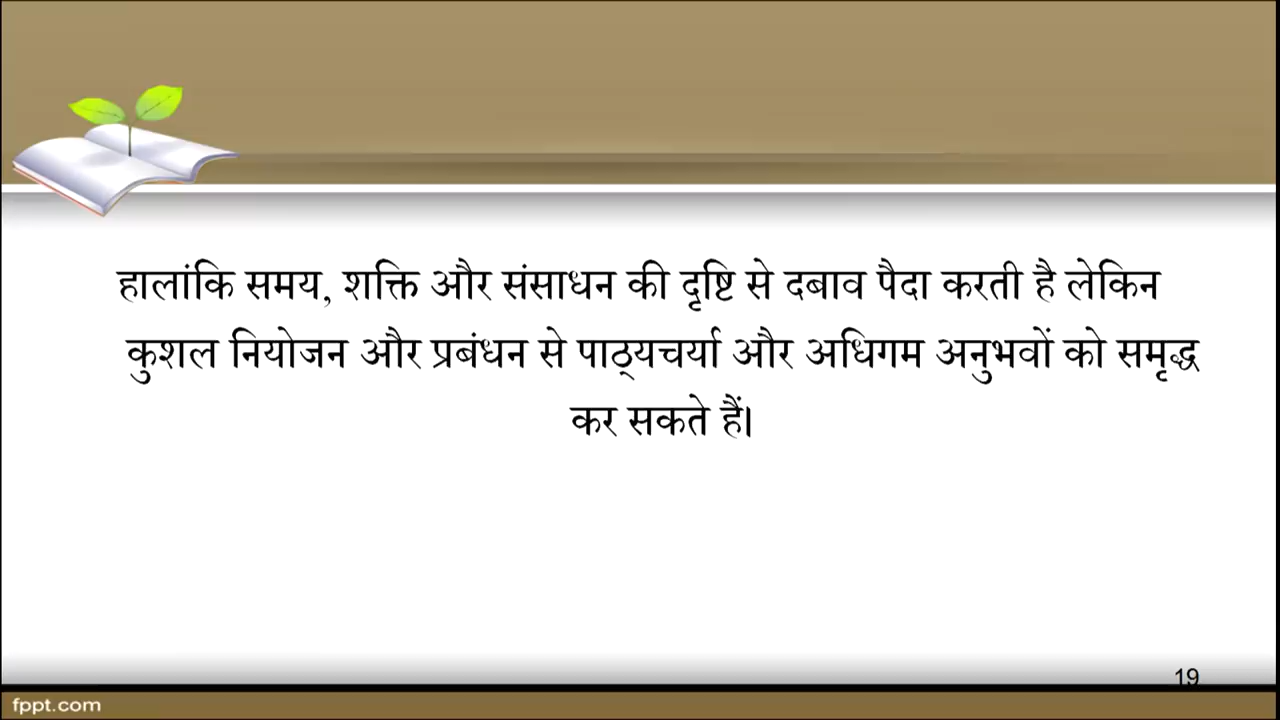 हालांकि समय, शक्ति और संसाधन की दृष्टि से दबाव पैदा करती है लेकिन
कुशल नियोजन और प्रबंधन से पाठ्यचर्या और अधिगम अनुभवों को समृद्ध
कर सकते हैं।
19
fppt.com